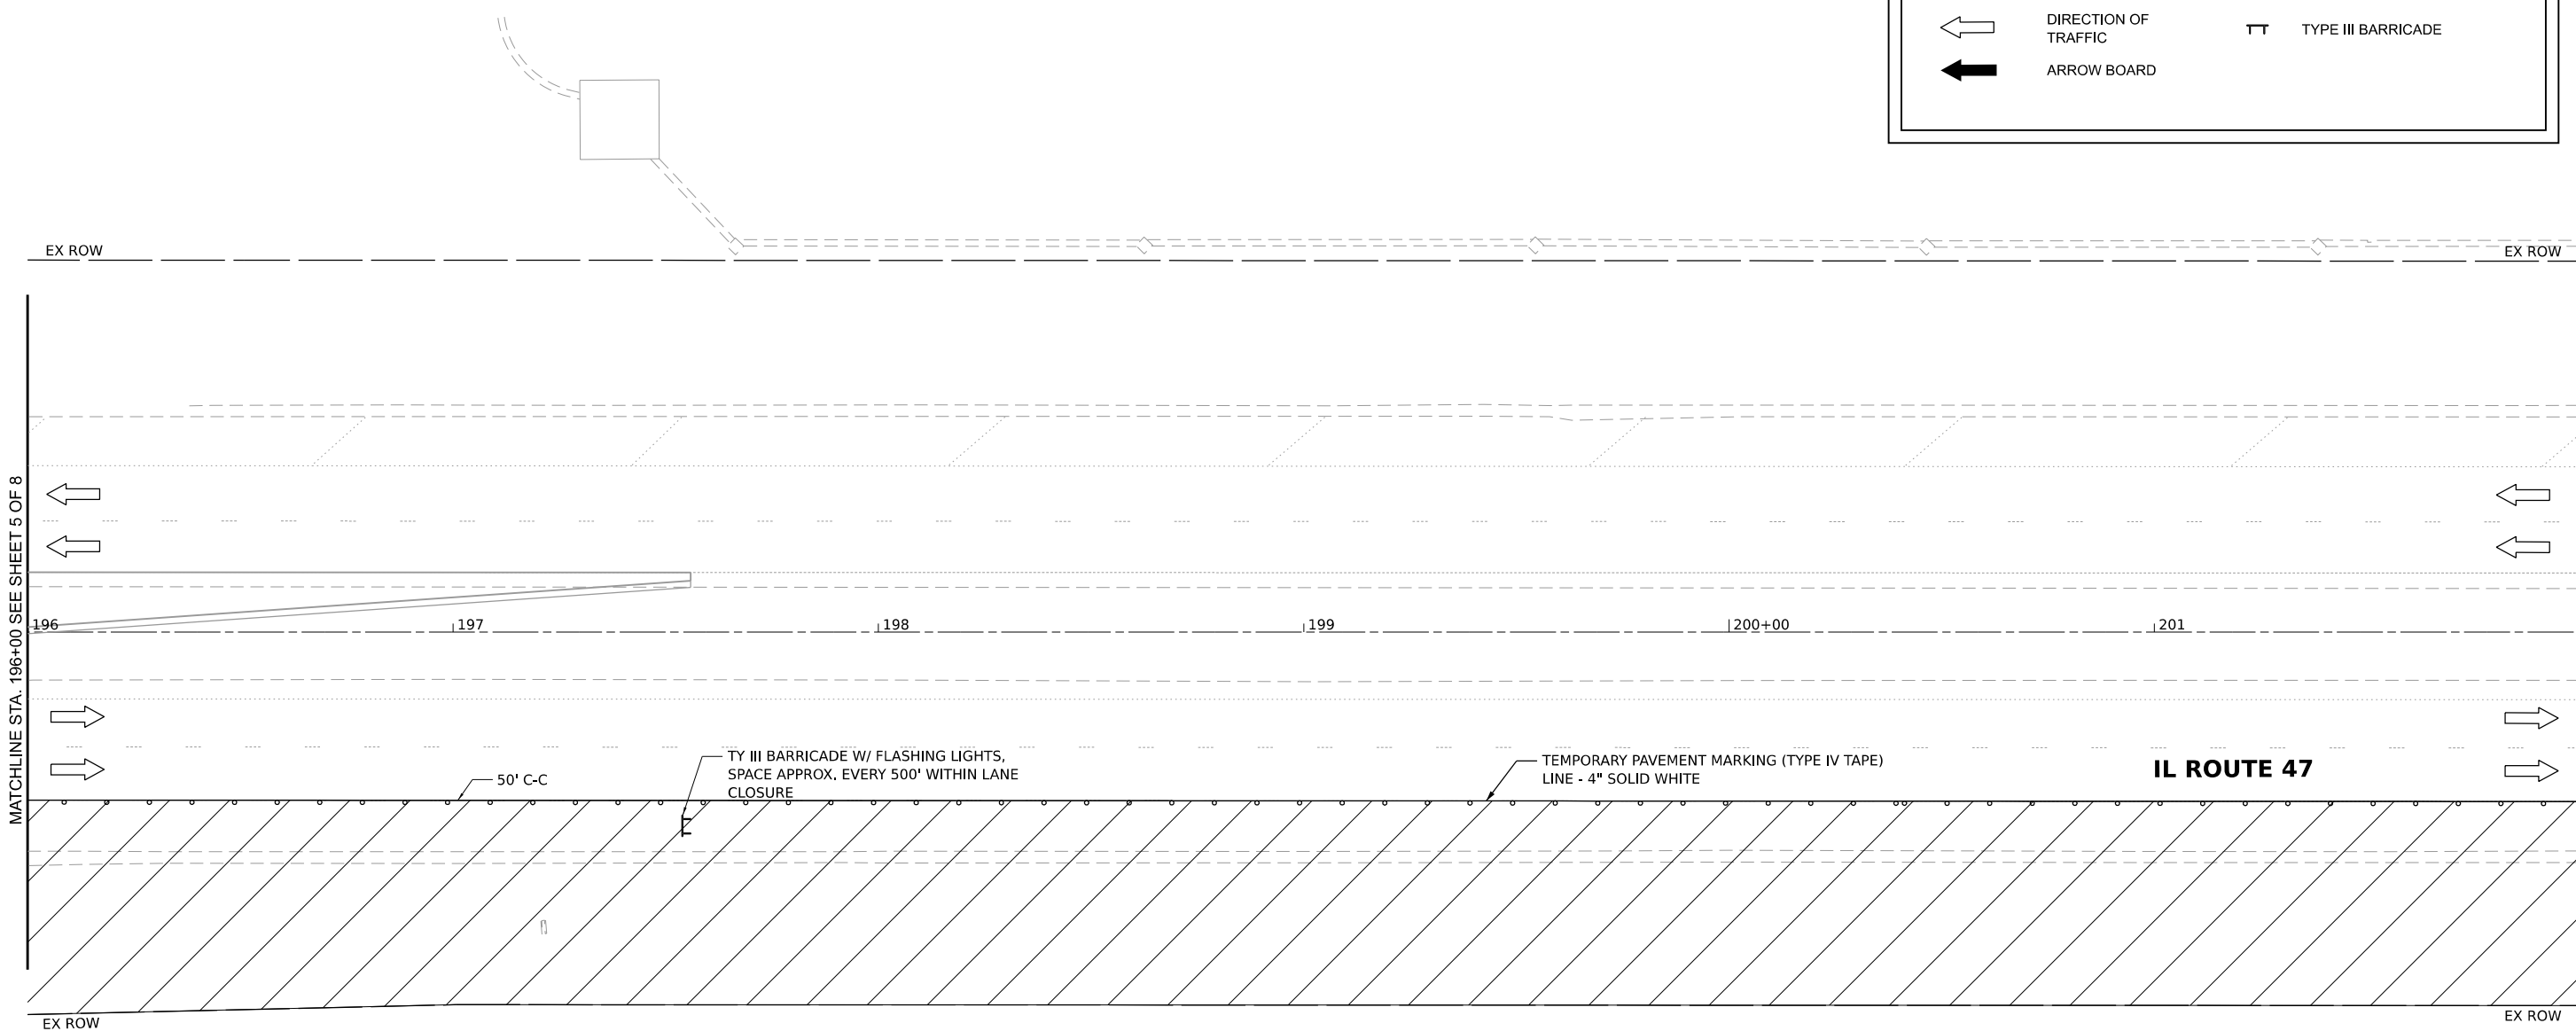 DIRECTION OF
TRAFFIC
TYPE III BARRICADE
ARROW BOARD
EX ROW
EX ROW
MATCHLINE STA. 196+00 SEE SHEET 5 OF 8
196
197
198
199
200+00
201
TY III BARRICADE W/ FLASHING LIGHTS,
SPACE APPROX. EVERY 500' WITHIN LANE
CLOSURE
50' C-C
TEMPORARY PAVEMENT MARKING (TYPE IV TAPE)
LINE - 4" SOLID WHITE
IL ROUTE 47
EX ROW
EX ROW